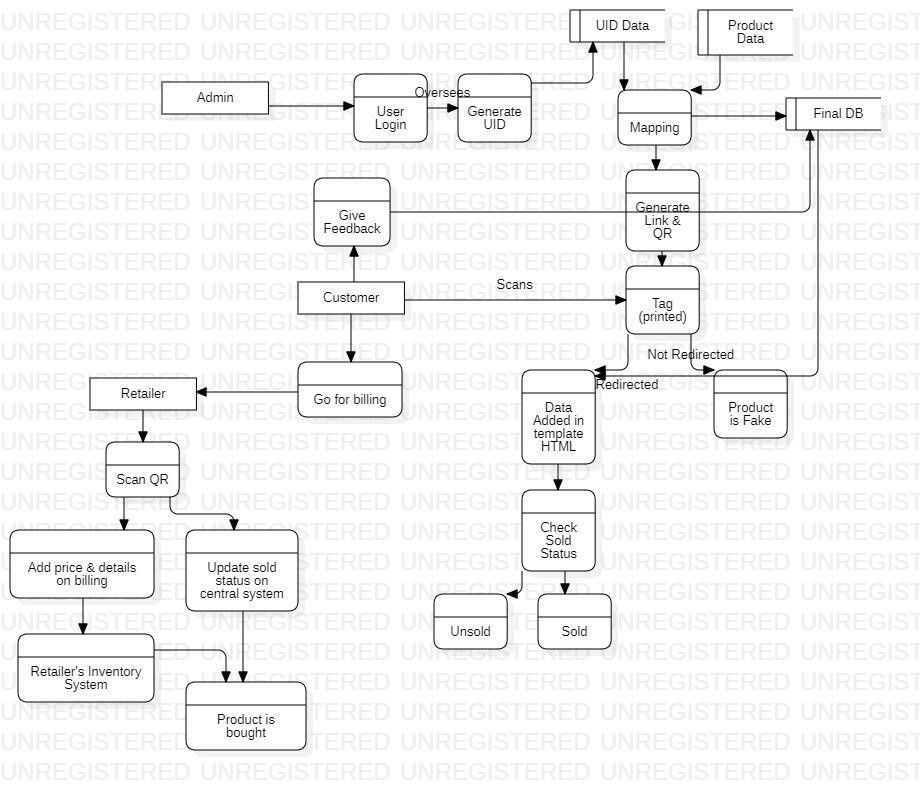 UID Data
Product
Data
Admin
Oversees
User
Login
Generate
UID
Mapping
Final DB
Give
Feedback
Generate
Link &
QR
Customer
Scans
Tag
(printed)
Not Redirected
Redirected
Retailer
Go for billing
Data
Added in
template
HTML
Product
is Fake
Scan QR
Check
Sold
Status
Add price & details
on billing
Update sold
status on
central system
Unsold
Sold
Retailer's Inventory
System
Product is
bought
UNREGISTERED